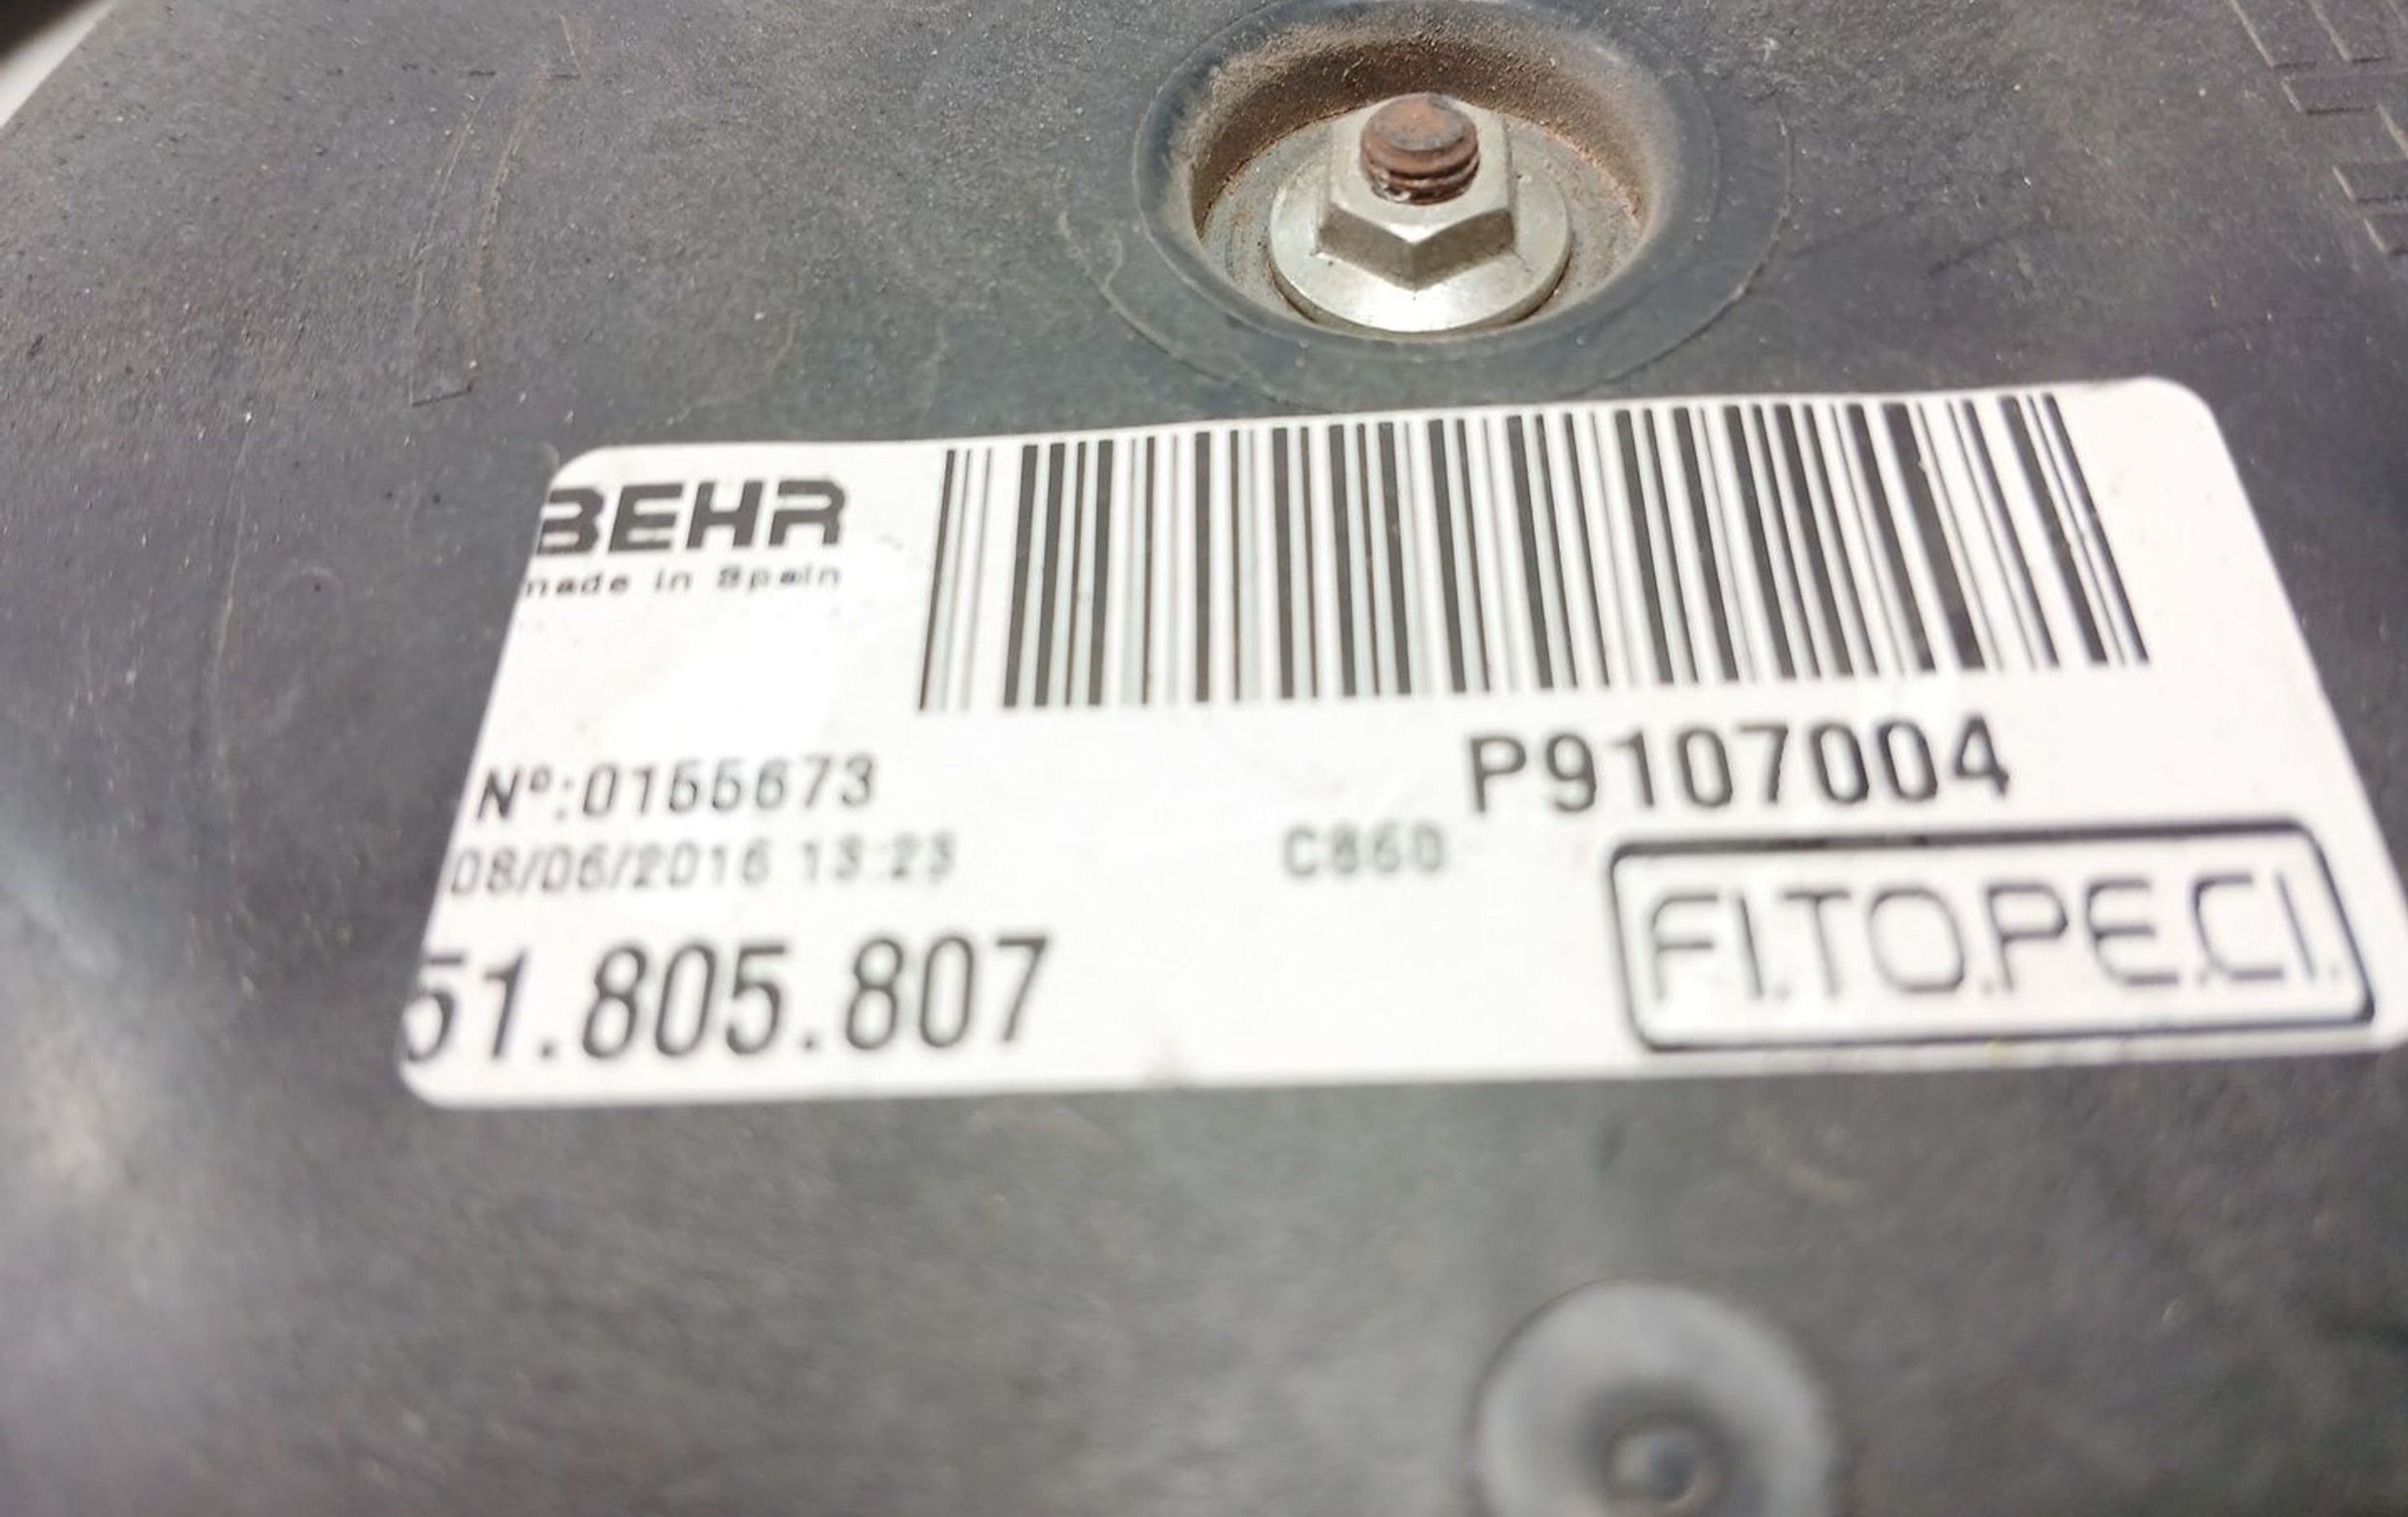 BEHR
made in Spain
Nº:0155673
P9107004
08/06/2016 13:23
C860
51.805.807
FI.TO.PE.CI.